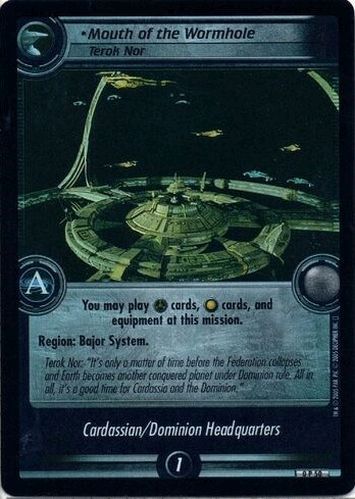 •Mouth of the Wormhole
Terok Nor
A
You may play cards, cards, and
equipment at this mission.
Region: Bajor System.
Terok Nor: "It's only a matter of time before the Federation collapses
and Earth becomes another conquered planet under Dominion rule. All in
all, it's a good time for Cardassia and the Dominion."
Cardassian/Dominion Headquarters
1
0 P 50